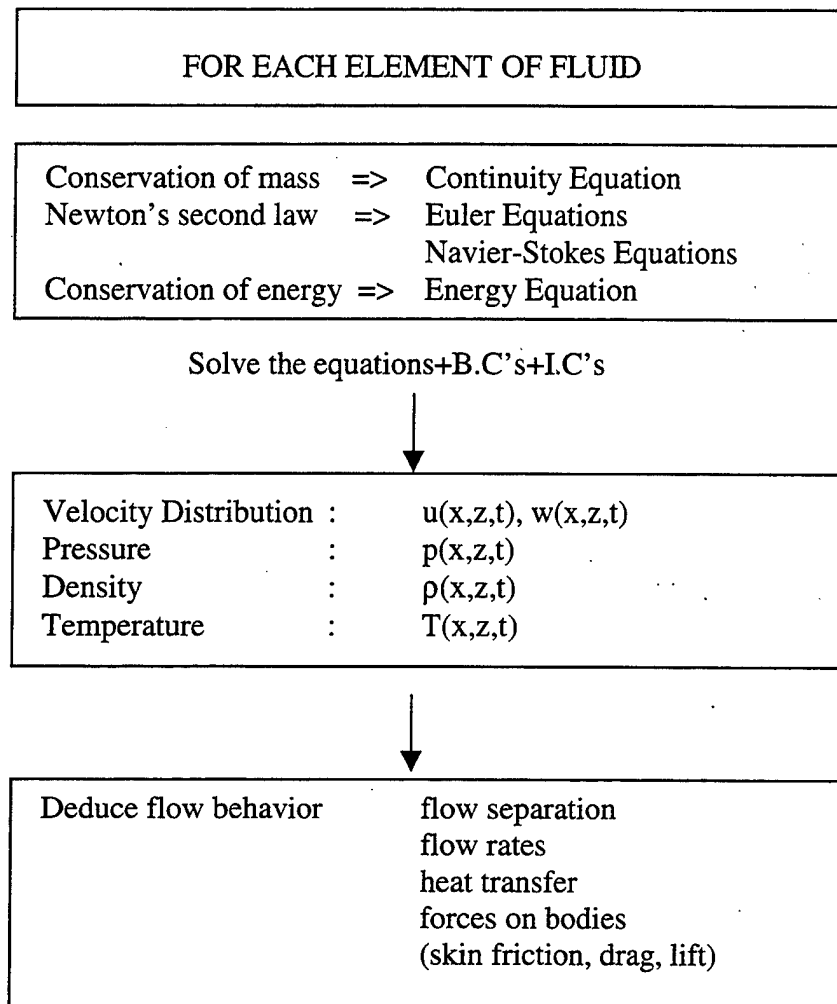 FOR EACH ELEMENT OF FLUID
Conservation of mass => Continuity Equation
Newton's second law => Euler Equations
Navier-Stokes Equations
Conservation of energy => Energy Equation
Solve the equations+B.C's+I.C's
Velocity Distribution : u(x,z,t), w(x,z,t)
Pressure : p(x,z,t)
Density : ρ(x,z,t)
Temperature : T(x,z,t)
Deduce flow behavior flow separation
flow rates
heat transfer
forces on bodies
(skin friction, drag, lift)